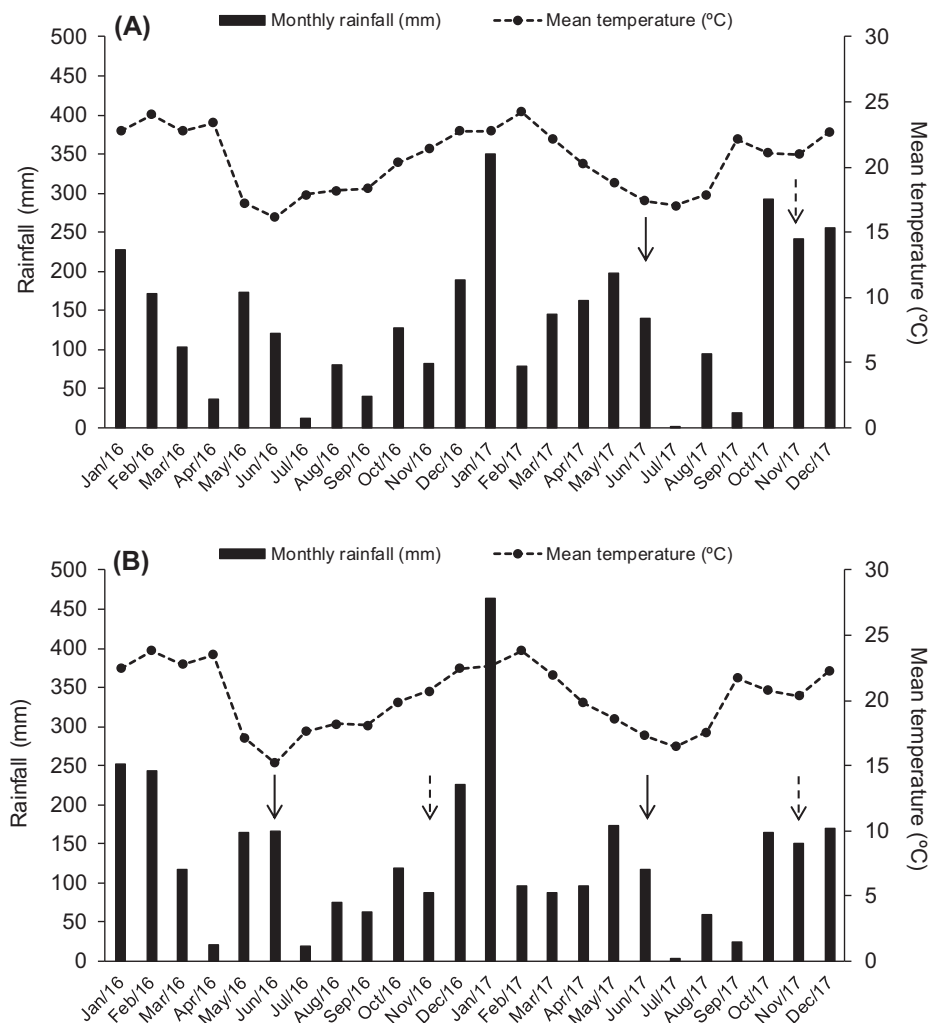 (A)
Monthly rainfall (mm) Mean temperature (ºC)
500 30
450
400 25
350
300 20
250 15
200
150 10
100
50 5
0 0
Rainfall (mm)
Mean temperature (ºC)
Jan/16 Feb/16 Mar/16 Apr/16 May/16 Jun/16 Jul/16 Aug/16 Sep/16 Oct/16 Nov/16 Dec/16 Jan/17 Feb/17 Mar/17 Apr/17 May/17 Jun/17 Jul/17 Aug/17 Sep/17 Oct/17 Nov/17 Dec/17
(B)
Monthly rainfall (mm) Mean temperature (ºC)
500 30
450
400 25
350
300 20
250 15
200
150 10
100
50 5
0 0
Rainfall (mm)
Mean temperature (ºC)
Jan/16 Feb/16 Mar/16 Apr/16 May/16 Jun/16 Jul/16 Aug/16 Sep/16 Oct/16 Nov/16 Dec/16 Jan/17 Feb/17 Mar/17 Apr/17 May/17 Jun/17 Jul/17 Aug/17 Sep/17 Oct/17 Nov/17 Dec/17